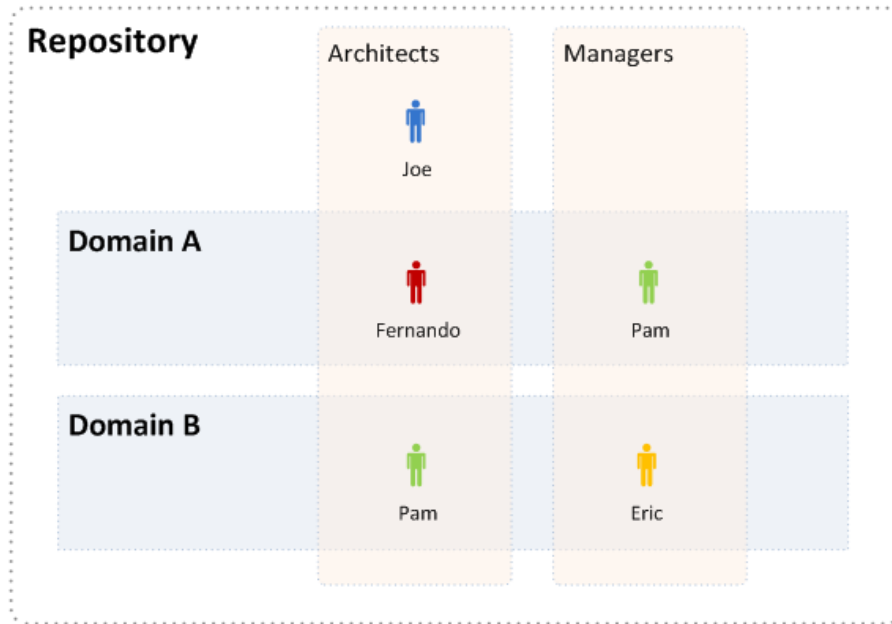 Repository
Architects
Managers
Joe
Domain A
Fernando
Pam
Domain B
Pam
Eric